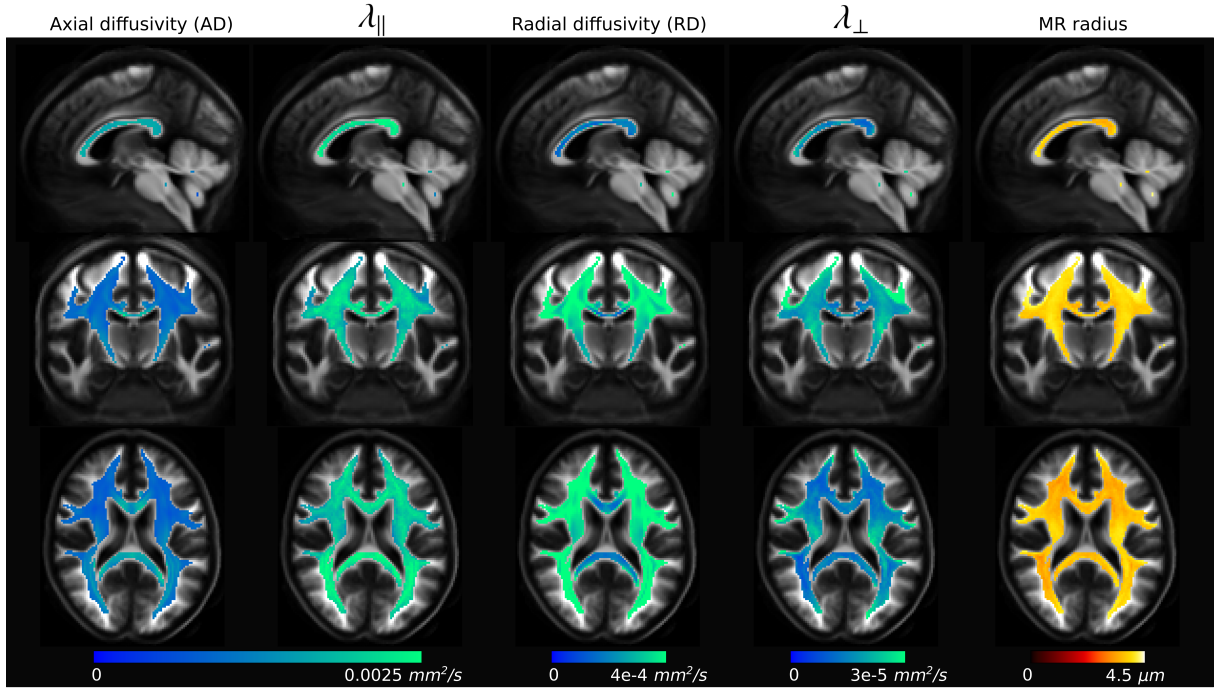 Axial diffusivity (AD)
λ∥
Radial diffusivity (RD)
λ⊥
MR radius
0
0.0025 mm²/s
0
4e-4 mm²/s
0
3e-5 mm²/s
0
4.5 μm